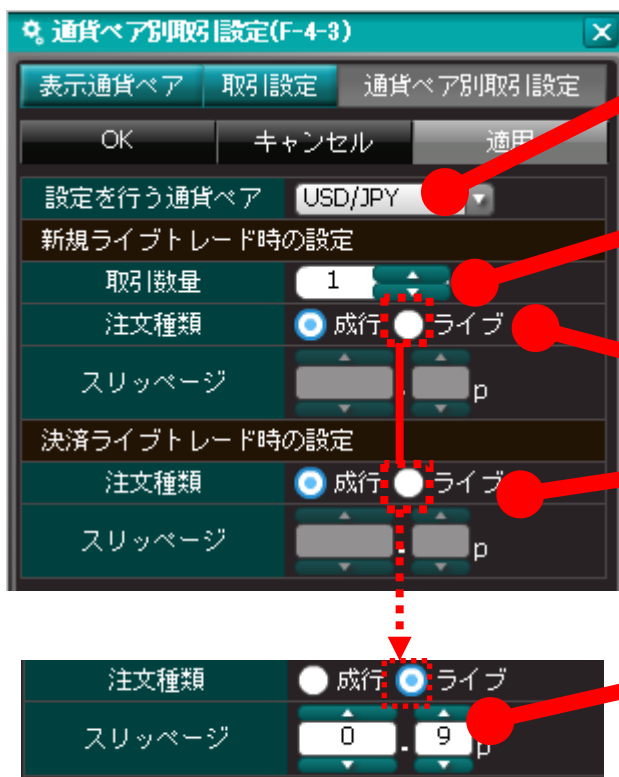 通貨ペア別取引設定(F-4-3)
表示通貨ペア 取引設定 通貨ペア別取引設定
OK キャンセル 適用
設定を行う通貨ペア USD/JPY
新規ライブトレード時の設定
取引数量 1
注文種類 成行 ライブ
スリッページ . p
決済ライブトレード時の設定
注文種類 成行 ライブ
スリッページ . p
注文種類 成行 ライブ
スリッページ 0 . 9 p